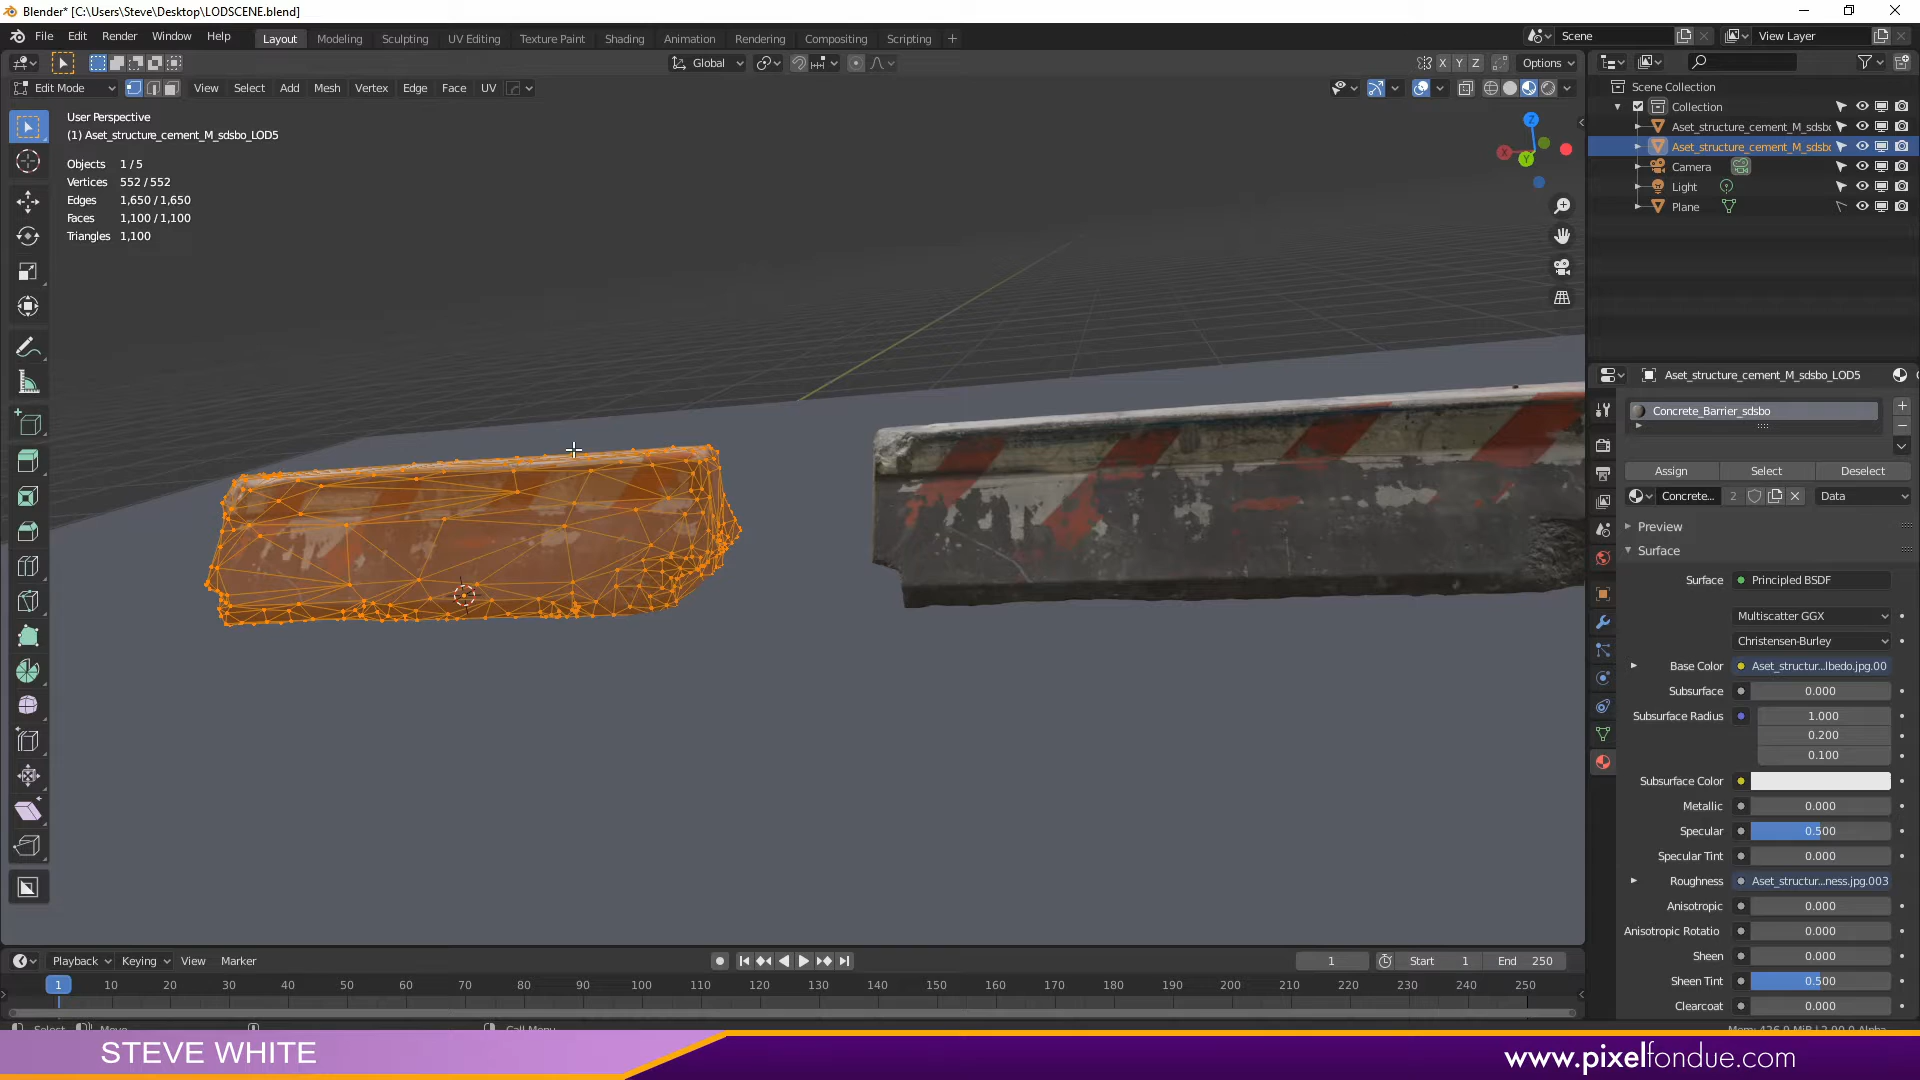 Blender* [C:\Users\Steve\Desktop\LODSCENE.blend]
File Edit Render Window Help Layout Modeling Sculpting UV Editing Texture Paint Shading Animation Rendering Compositing Scripting
Scene View Layer
Global X Y Z Options
Edit Mode View Select Add Mesh Vertex Edge Face UV
Scene Collection
Collection
Aset_structure_cement_M_sdsbo
Aset_structure_cement_M_sdsbo
Camera
Light
Plane
User Perspective
(1) Aset_structure_cement_M_sdsbo_LOD5
Objects 1 / 5
Vertices 552 / 552
Edges 1,650 / 1,650
Faces 1,100 / 1,100
Triangles 1,100
Z X Y
Aset_structure_cement_M_sdsbo_LOD5
Concrete_Barrier_sdsbo
Assign Select Deselect
Concrete... 2 Data
Preview
Surface
Surface Principled BSDF
Multiscatter GGX
Christensen-Burley
Base Color Aset_structur...lbedo.jpg.00
Subsurface 0.000
Subsurface Radius 1.000
0.200
0.100
Subsurface Color
Metallic 0.000
Specular 0.500
Specular Tint 0.000
Roughness Aset_structur...ness.jpg.003
Anisotropic 0.000
Anisotropic Rotatio 0.000
Sheen 0.000
Sheen Tint 0.500
Clearcoat 0.000
Playback Keying View Marker 1 Start 1 End 250
1 10 20 30 40 50 60 70 80 90 100 110 120 130 140 150 160 170 180 190 200 210 220 230 240 250
STEVE WHITE
www.pixelfondue.com